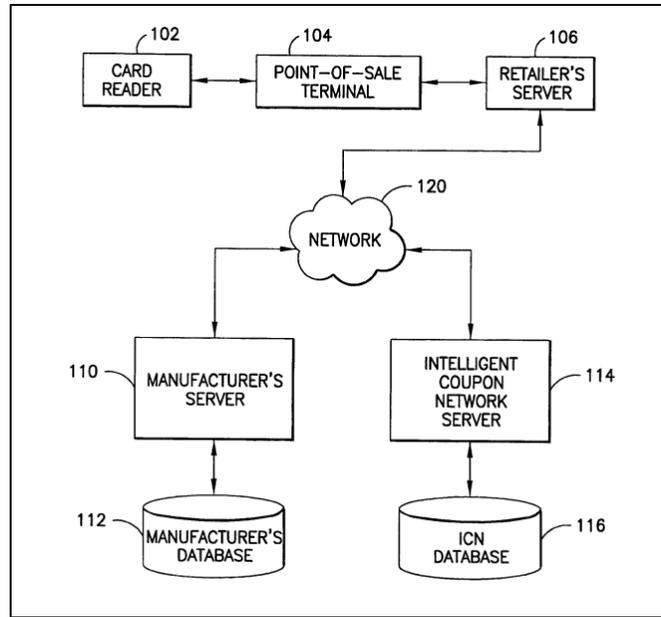 102
CARD
READER
104
POINT-OF-SALE
TERMINAL
106
RETAILER'S
SERVER
120
NETWORK
110
MANUFACTURER'S
SERVER
INTELLIGENT
COUPON
NETWORK
SERVER
114
112
MANUFACTURER'S
DATABASE
ICN
DATABASE
116